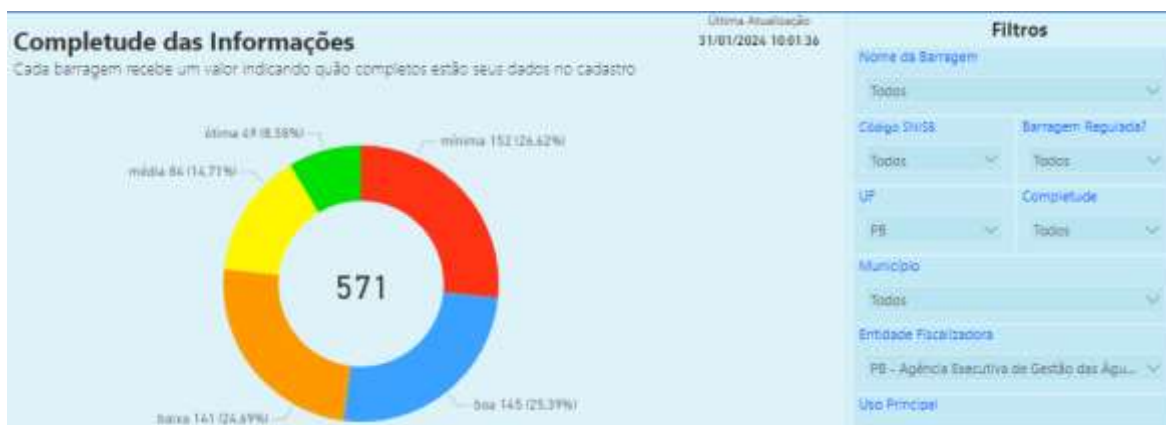 Última Atualização
31/01/2024 10:01:36
Completude das Informações
Cada barragem recebe um valor indicando quão completos estão seus dados no cadastro
ótima 49 (8.58%)
mínima 152 (26.62%)
média 84 (14.71%)
571
boa 145 (25.39%)
baixa 141 (24.69%)
Filtros
Nome da Barragem
Todos
Código SNISB
Barragem Regulada?
Todos
Todos
UF
Completude
PB
Todos
Município
Todos
Entidade Fiscalizadora
PB - Agência Executiva de Gestão das Águ...
Uso Principal